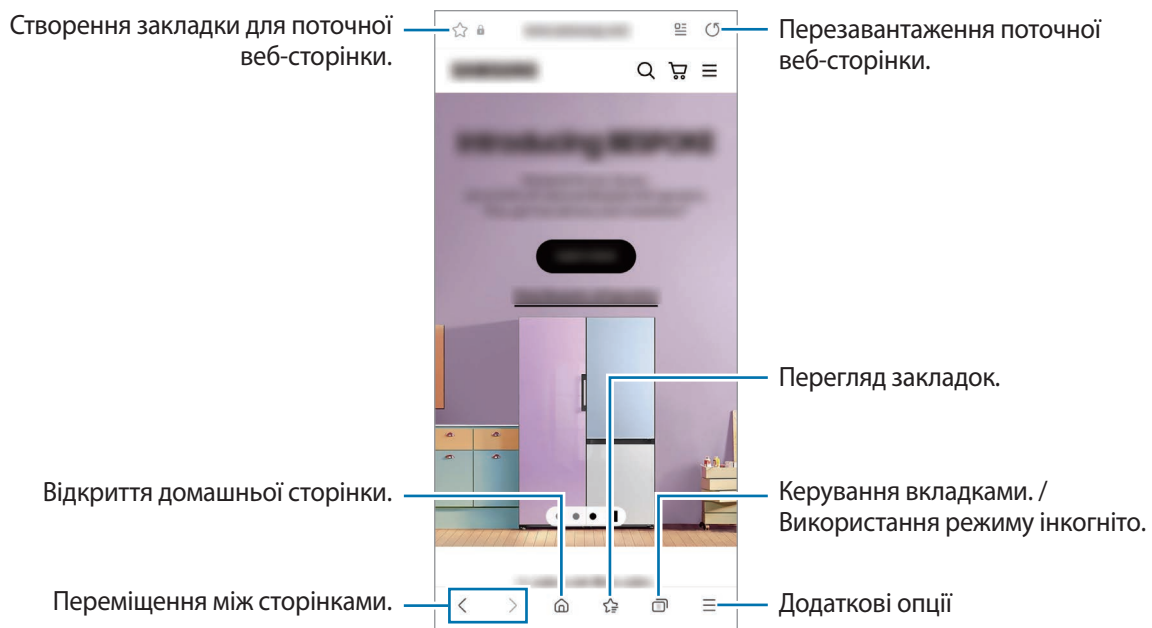 Створення закладки для поточної
веб-сторінки.
Перезавантаження поточної
веб-сторінки.
Перегляд закладок.
Відкриття домашньої сторінки.
Керування вкладками. /
Використання режиму інкогніто.
Переміщення між сторінками.
Додаткові опції